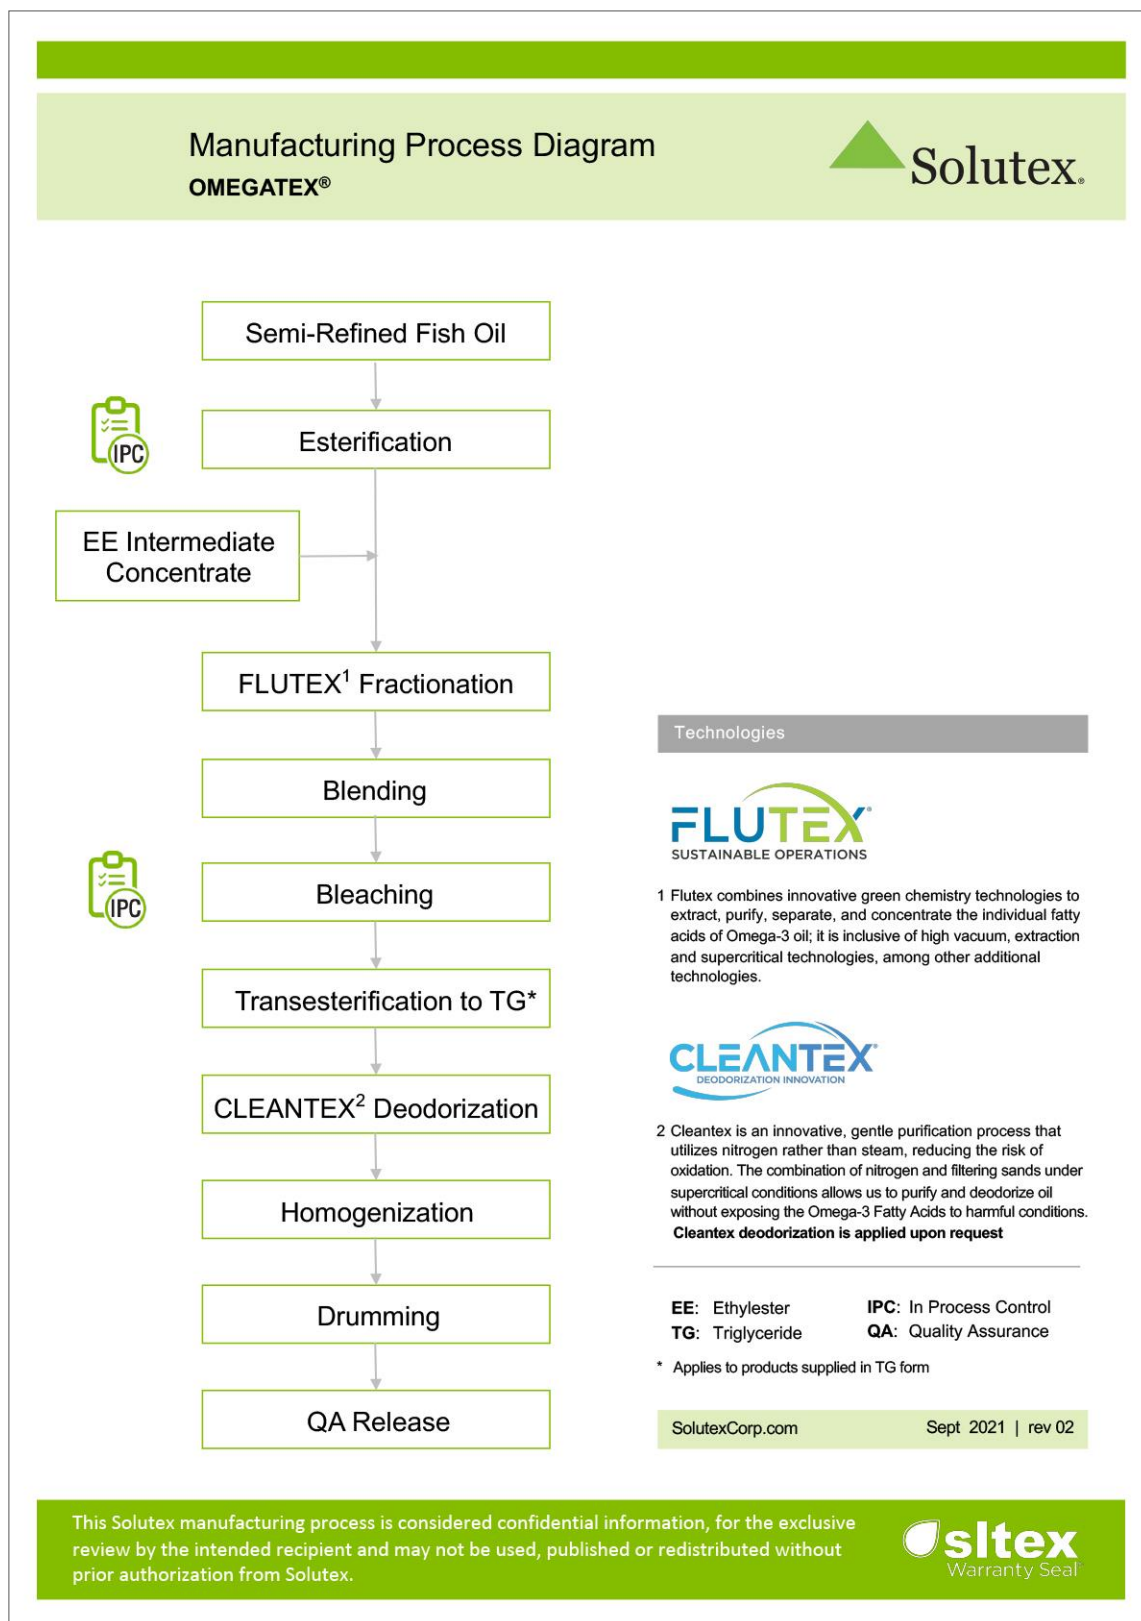 Manufacturing Process Diagram
OMEGATEX®
Solutex®
Semi-Refined Fish Oil
IPC
Esterification
EE Intermediate
Concentrate
FLUTEX¹ Fractionation
Blending
IPC
Bleaching
Transesterification to TG*
CLEANTEX² Deodorization
Homogenization
Drumming
QA Release
Technologies
FLUTEX®
SUSTAINABLE OPERATIONS
1 Flutex combines innovative green chemistry technologies to
extract, purify, separate, and concentrate the individual fatty
acids of Omega-3 oil; it is inclusive of high vacuum, extraction
and supercritical technologies, among other additional
technologies.
CLEANTEX®
DEODORIZATION INNOVATION
2 Cleantex is an innovative, gentle purification process that
utilizes nitrogen rather than steam, reducing the risk of
oxidation. The combination of nitrogen and filtering sands under
supercritical conditions allows us to purify and deodorize oil
without exposing the Omega-3 Fatty Acids to harmful conditions.
Cleantex deodorization is applied upon request
EE: Ethylester IPC: In Process Control
TG: Triglyceride QA: Quality Assurance
* Applies to products supplied in TG form
SolutexCorp.com Sept 2021 | rev 02
This Solutex manufacturing process is considered confidential information, for the exclusive
review by the intended recipient and may not be used, published or redistributed without
prior authorization from Solutex.
sltex
Warranty Seal